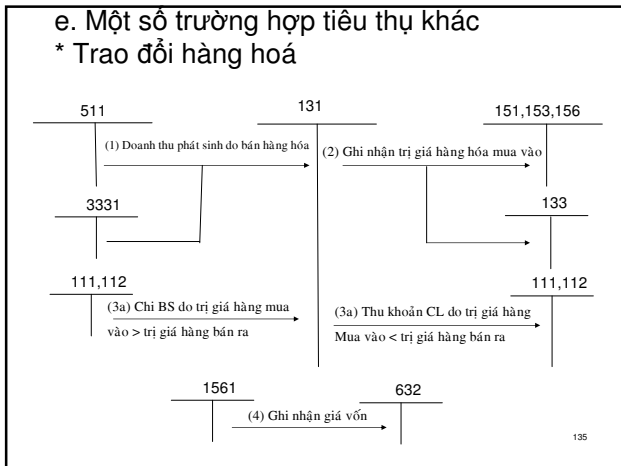 e. Một số trường hợp tiêu thụ khác
* Trao đổi hàng hoá
511
131
151,153,156
(1) Doanh thu phát sinh do bán hàng hóa
(2) Ghi nhận trị giá hàng hóa mua vào
3331
133
111,112
111,112
(3a) Chi BS do trị giá hàng mua
vào > trị giá hàng bán ra
(3a) Thu khoản CL do trị giá hàng
Mua vào < trị giá hàng bán ra
1561
632
(4) Ghi nhận giá vốn
135